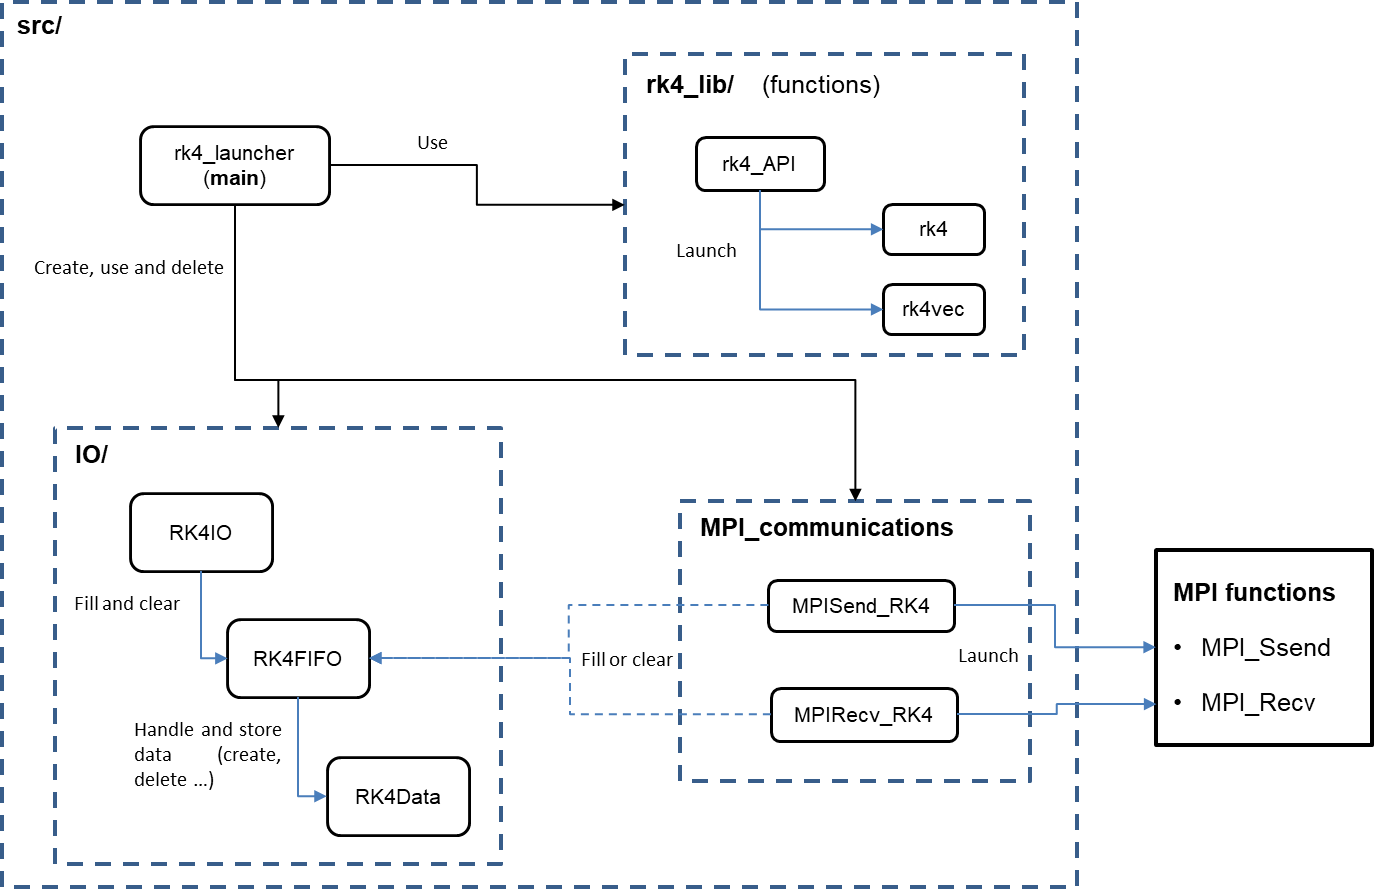 src/
rk4_lib/ (functions)
rk4_launcher
(main)
Use
rk4_API
rk4
Launch
rk4vec
Create, use and delete
IO/
RK4IO
Fill and clear
RK4FIFO
Handle and store
data (create,
delete ...)
RK4Data
MPI_communications
MPISend_RK4
Fill or clear
Launch
MPIRecv_RK4
MPI functions
• MPI_Ssend
• MPI_Recv